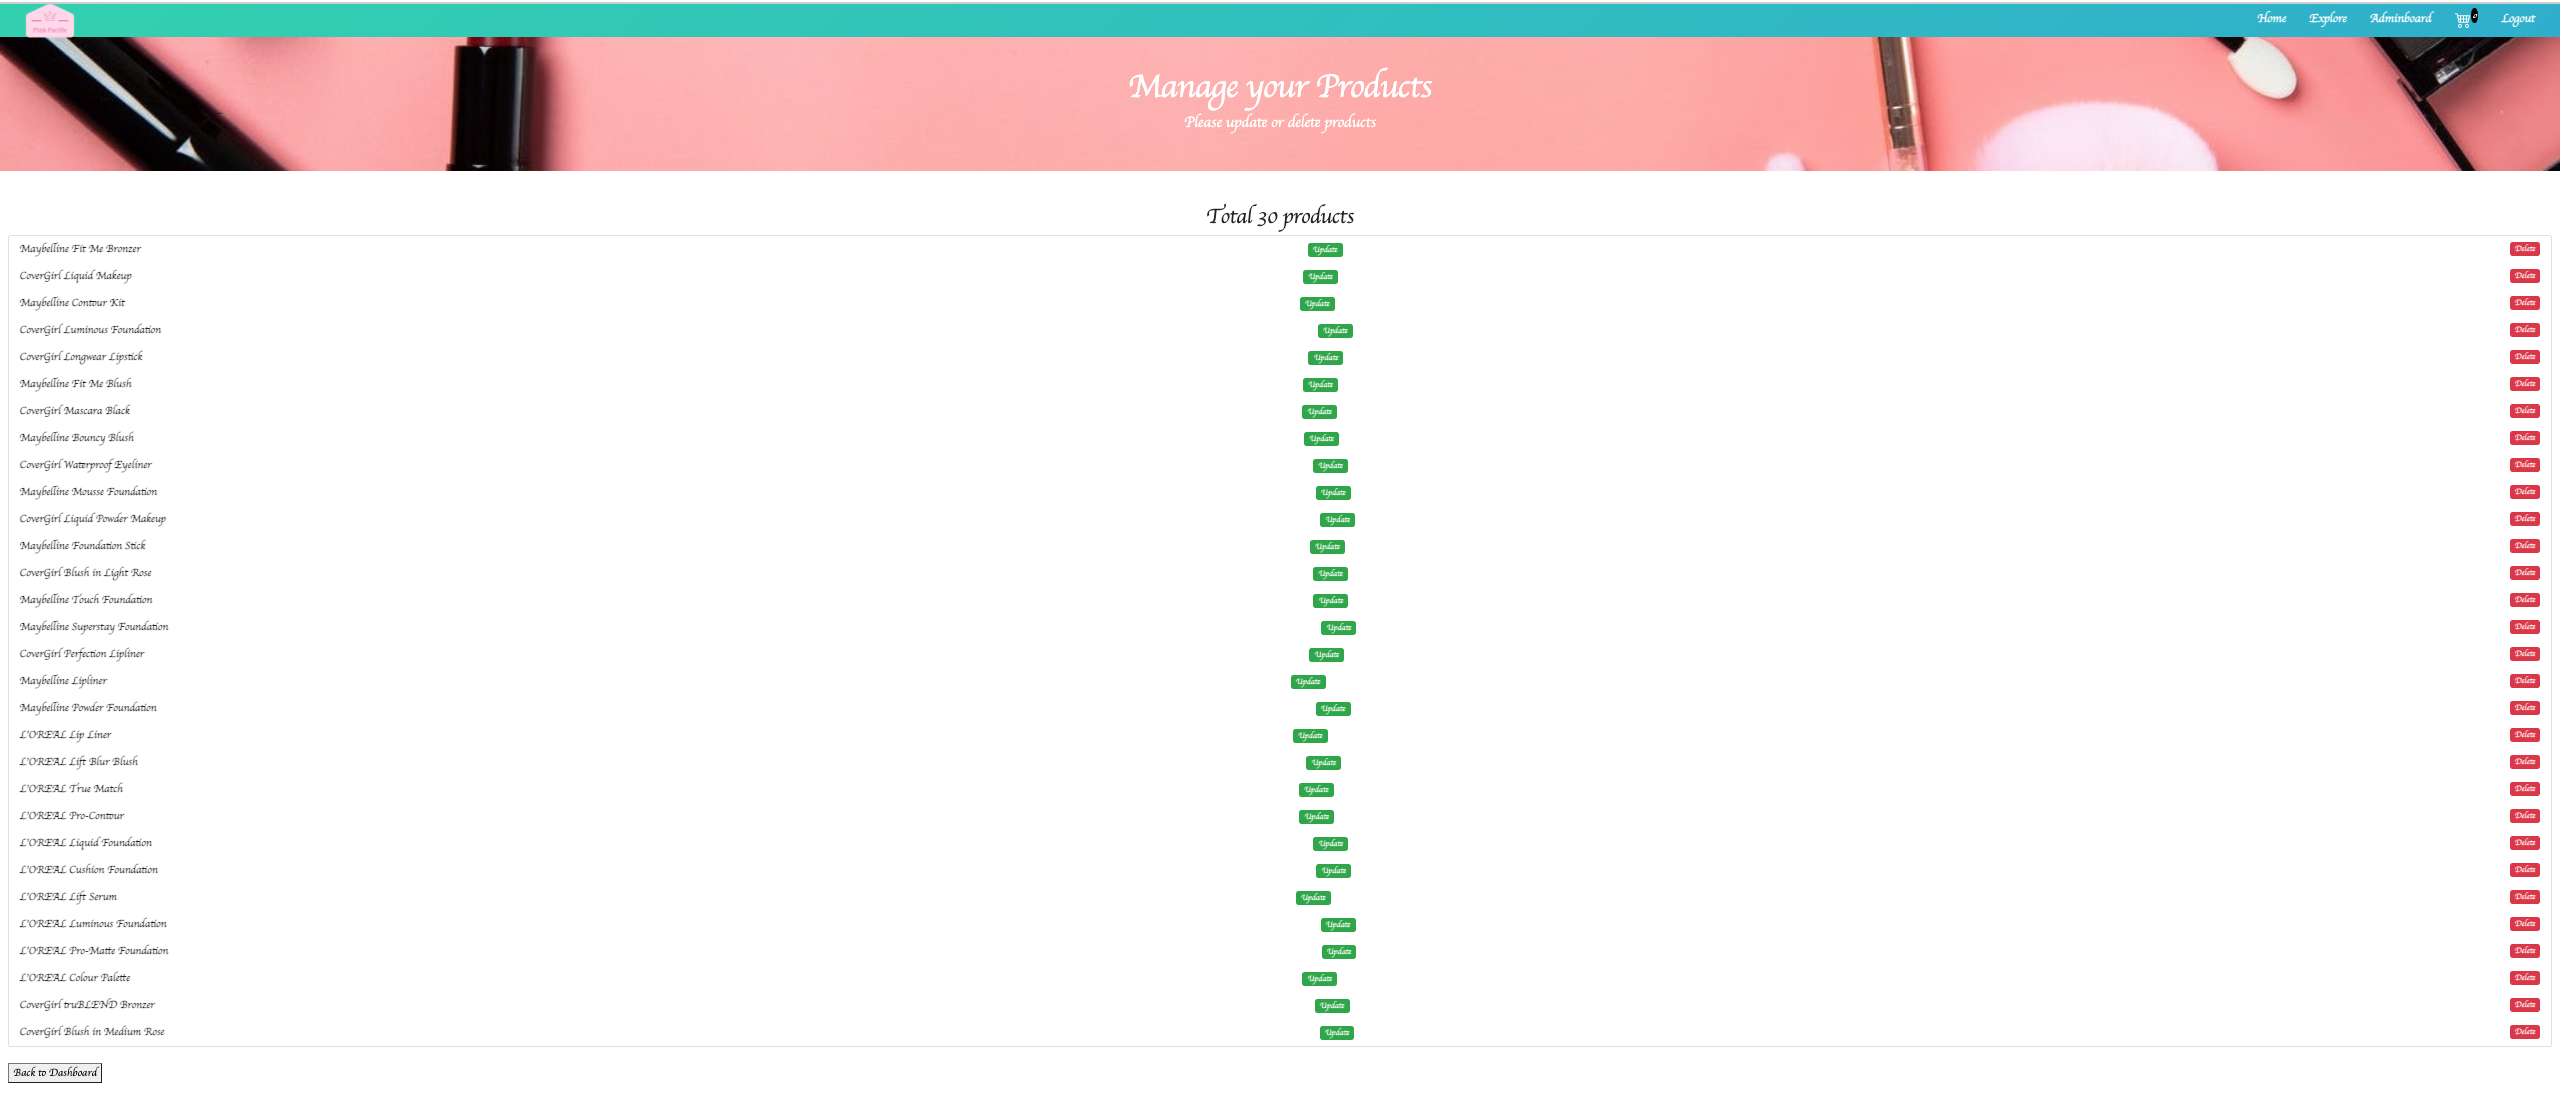 Pink Pacific
Home Explore Adminboard 0 Logout
Manage your Products
Please update or delete products
Total 30 products
Maybelline Fit Me Bronzer Update Delete
CoverGirl Liquid Makeup Update Delete
Maybelline Contour Kit Update Delete
CoverGirl Luminous Foundation Update Delete
CoverGirl Longwear Lipstick Update Delete
Maybelline Fit Me Blush Update Delete
CoverGirl Mascara Black Update Delete
Maybelline Bouncy Blush Update Delete
CoverGirl Waterproof Eyeliner Update Delete
Maybelline Mousse Foundation Update Delete
CoverGirl Liquid Powder Makeup Update Delete
Maybelline Foundation Stick Update Delete
CoverGirl Blush in Light Rose Update Delete
Maybelline Touch Foundation Update Delete
Maybelline Superstay Foundation Update Delete
CoverGirl Perfection Lipliner Update Delete
Maybelline Lipliner Update Delete
Maybelline Powder Foundation Update Delete
L'OREAL Lip Liner Update Delete
L'OREAL Lift Blur Blush Update Delete
L'OREAL True Match Update Delete
L'OREAL Pro-Contour Update Delete
L'OREAL Liquid Foundation Update Delete
L'OREAL Cushion Foundation Update Delete
L'OREAL Lift Serum Update Delete
L'OREAL Luminous Foundation Update Delete
L'OREAL Pro-Matte Foundation Update Delete
L'OREAL Colour Palette Update Delete
CoverGirl truBLEND Bronzer Update Delete
CoverGirl Blush in Medium Rose Update Delete
Back to Dashboard